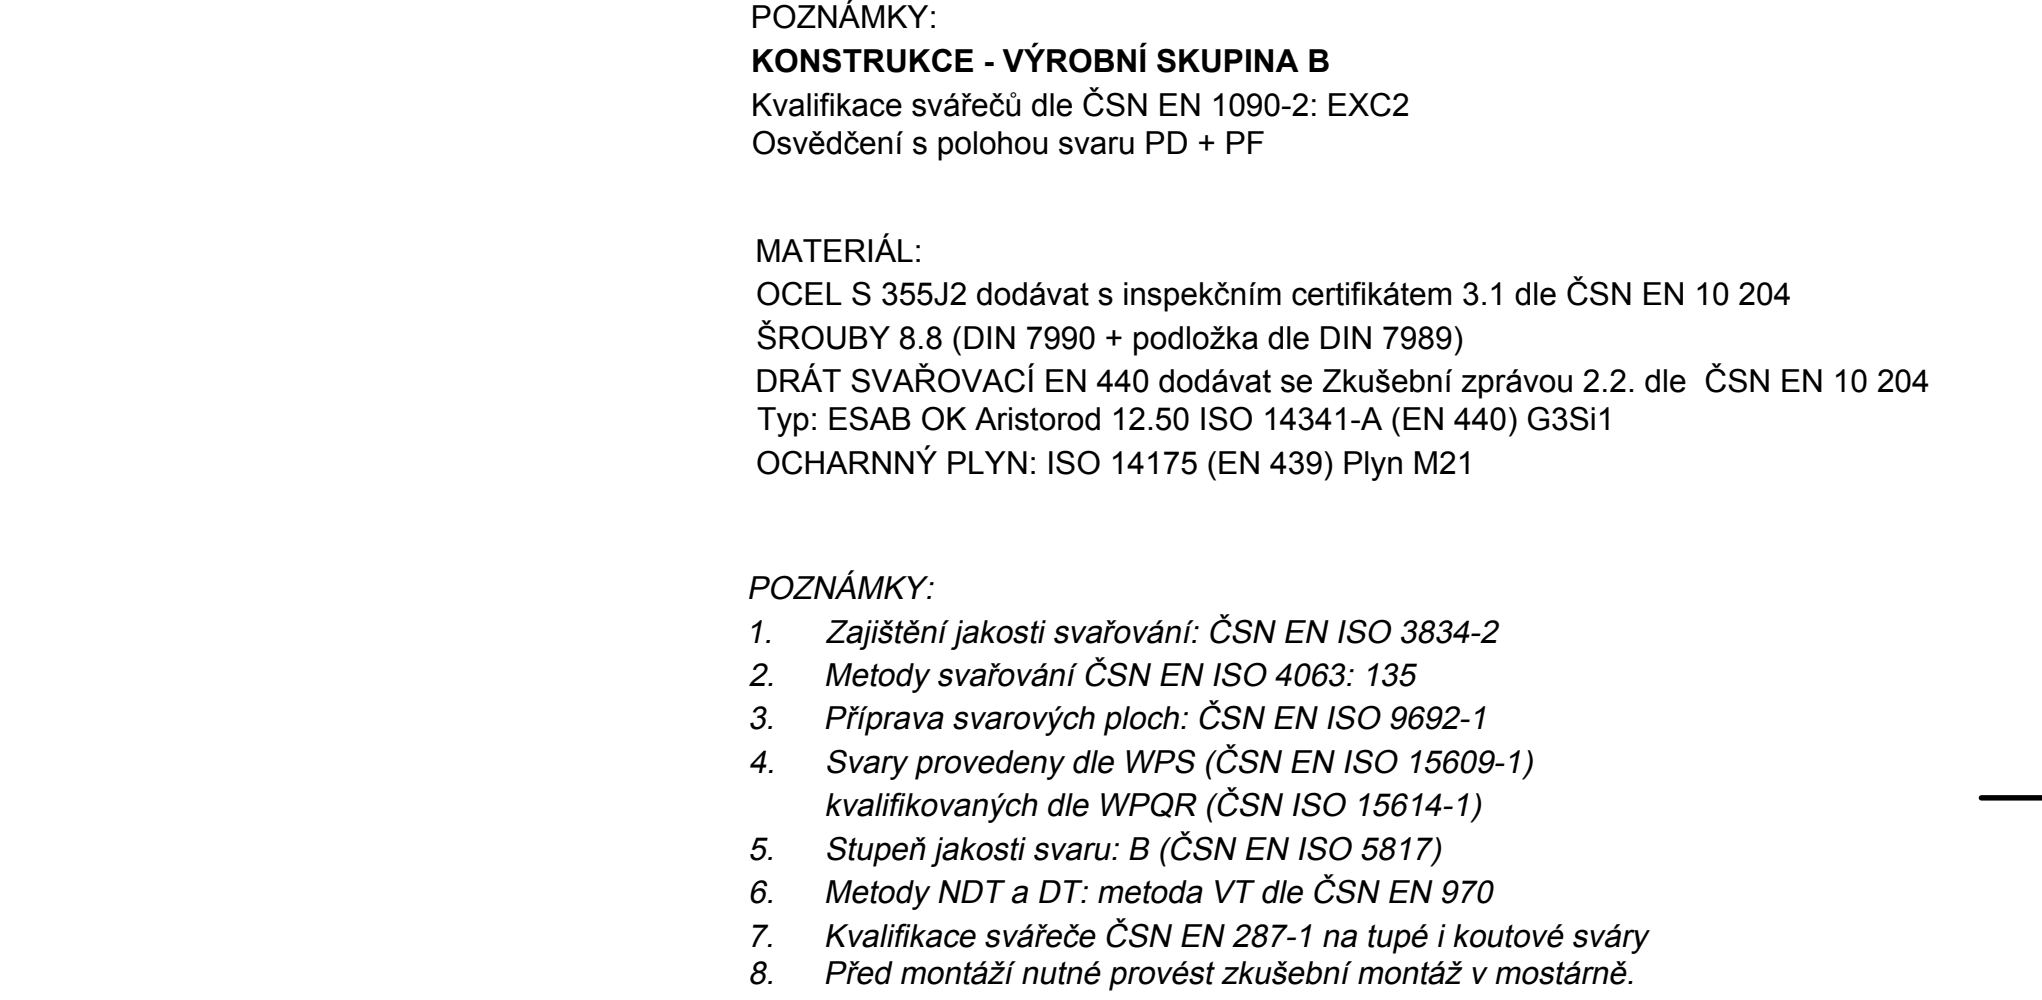 POZNÁMKY:
KONSTRUKCE - VÝROBNÍ SKUPINA B
Kvalifikace svářečů dle ČSN EN 1090-2: EXC2
Osvědčení s polohou svaru PD + PF
MATERIÁL:
OCEL S 355J2 dodávat s inspekčním certifikátem 3.1 dle ČSN EN 10 204
ŠROUBY 8.8 (DIN 7990 + podložka dle DIN 7989)
DRÁT SVAŘOVACÍ EN 440 dodávat se Zkušební zprávou 2.2. dle ČSN EN 10 204
Typ: ESAB OK Aristorod 12.50 ISO 14341-A (EN 440) G3Si1
OCHARNNÝ PLYN: ISO 14175 (EN 439) Plyn M21
POZNÁMKY:
1. Zajištění jakosti svařování: ČSN EN ISO 3834-2
2. Metody svařování ČSN EN ISO 4063: 135
3. Příprava svarových ploch: ČSN EN ISO 9692-1
4. Svary provedeny dle WPS (ČSN EN ISO 15609-1)
kvalifikovaných dle WPQR (ČSN ISO 15614-1)
5. Stupeň jakosti svaru: B (ČSN EN ISO 5817)
6. Metody NDT a DT: metoda VT dle ČSN EN 970
7. Kvalifikace svářeče ČSN EN 287-1 na tupé i koutové sváry
8. Před montáží nutné provést zkušební montáž v mostárně.